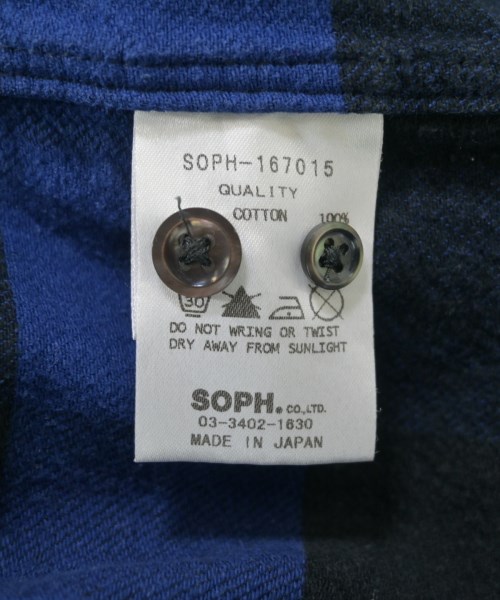 SOPH-167015
QUALITY
COTTON 100%
30
DO NOT WRING OR TWIST
DRY AWAY FROM SUNLIGHT
SOPH. CO.,LTD.
03-3402-1630
MADE IN JAPAN